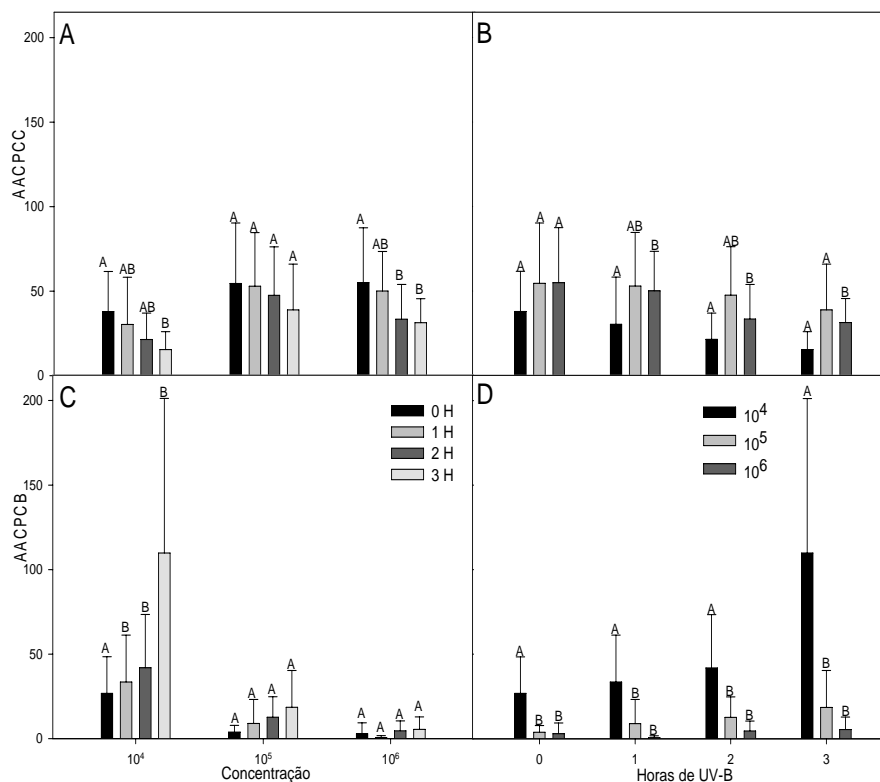 A
B
AACPCC
200
150
100
50
0
A AB AB B
A A A A
A AB B B
A A A
A AB B
A AB B
A A B
C
D
AACPCB
200
150
100
50
0
0 H
1 H
2 H
3 H
10⁴
10⁵
10⁶
A B B B
A A A A
A A A A
A B B
A B B
A B B
A B B
10⁴ 10⁵ 10⁶
Concentração
0 1 2 3
Horas de UV-B